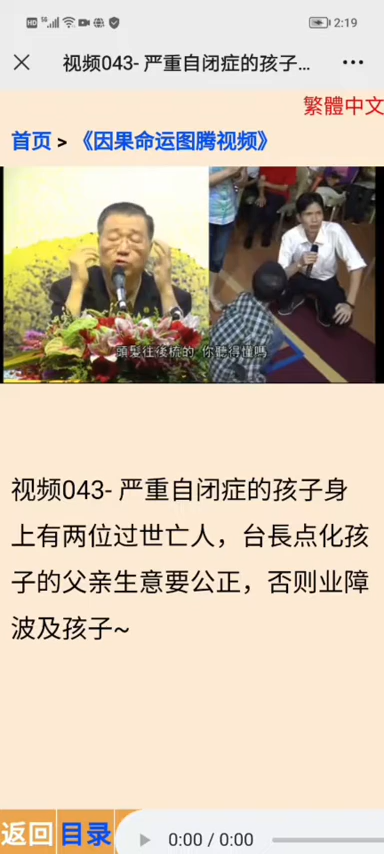 HD 5G 2:19
视频043- 严重自闭症的孩子...
繁體中文
首页 > 《因果命运图腾视频》
頭髮往後梳的 你聽得懂嗎
视频043- 严重自闭症的孩子身
上有两位过世亡人，台長点化孩
子的父亲生意要公正，否则业障
波及孩子~
返回 目录 0:00 / 0:00